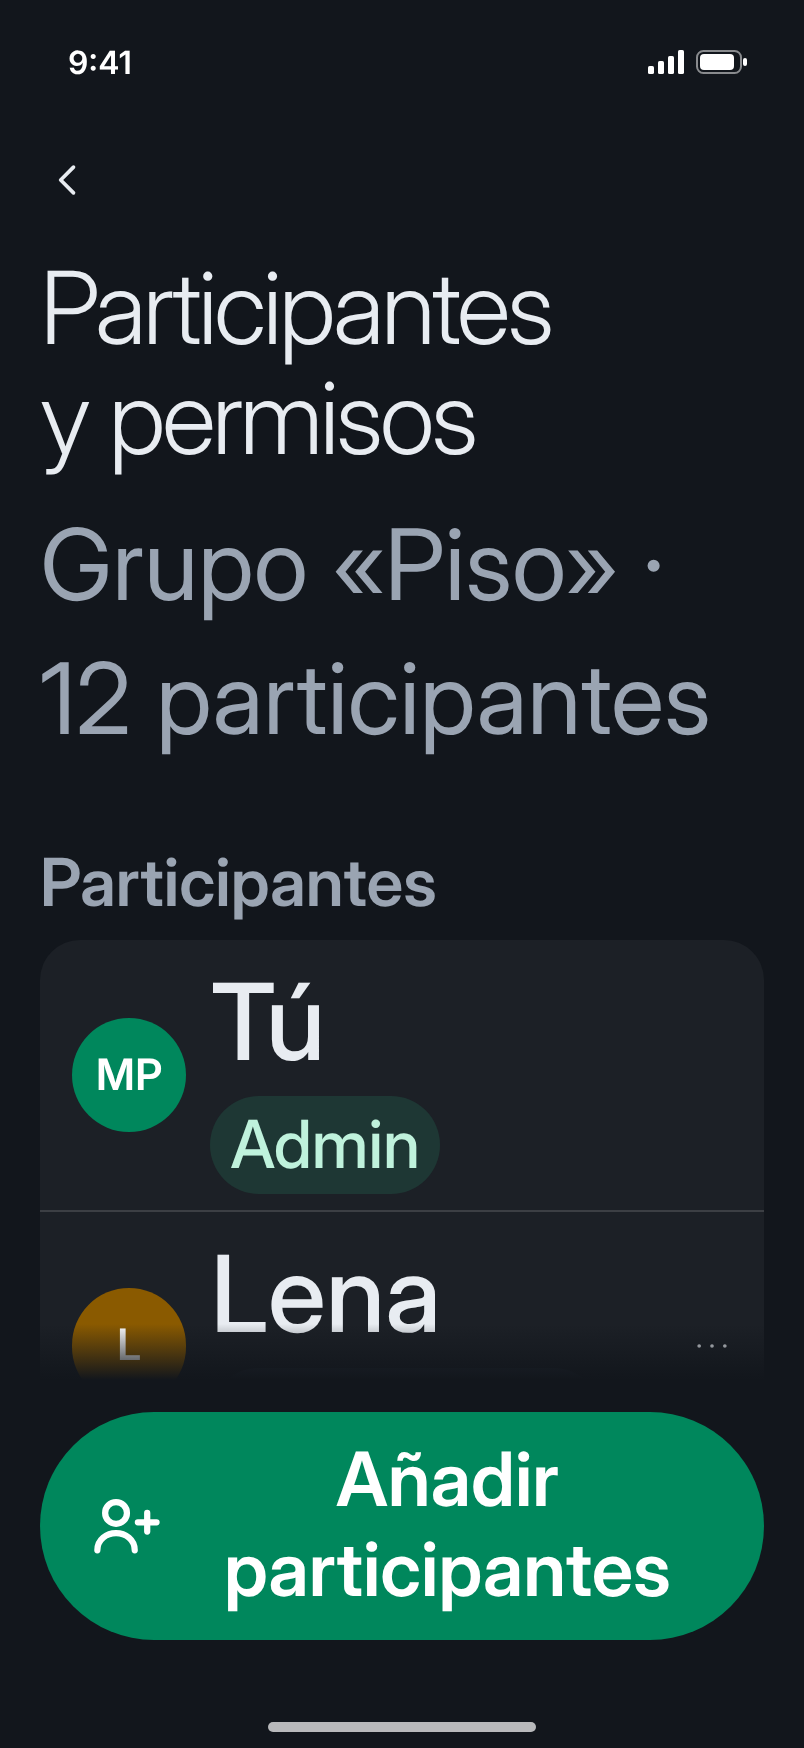 9:41
Participantes
y permisos
Grupo «Piso» ·
12 participantes
Participantes
MP
Tú
Admin
L
Lena
...
Añadir
participantes